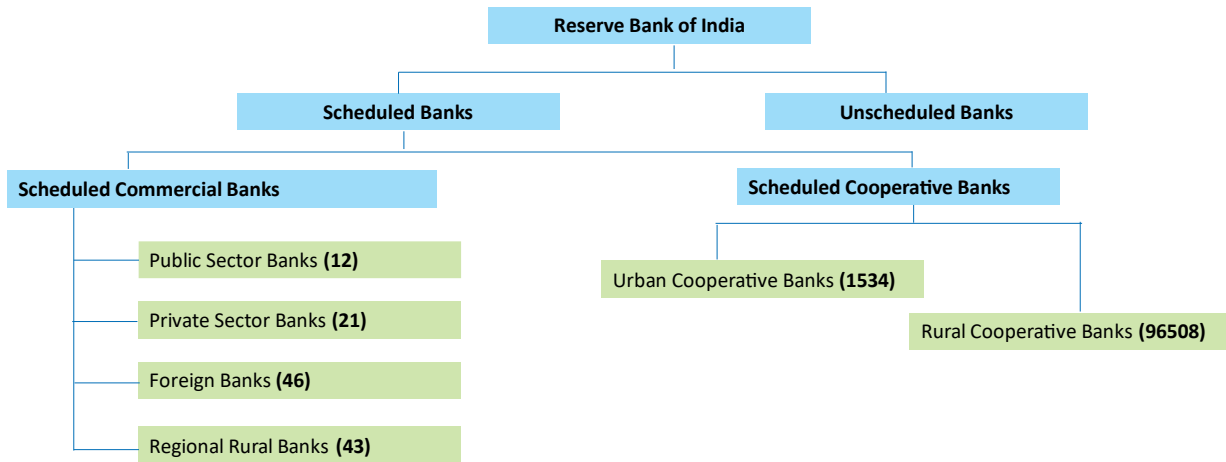 Reserve Bank of India
Scheduled Banks
Unscheduled Banks
Scheduled Commercial Banks
Scheduled Cooperative Banks
Public Sector Banks (12)
Private Sector Banks (21)
Foreign Banks (46)
Regional Rural Banks (43)
Urban Cooperative Banks (1534)
Rural Cooperative Banks (96508)